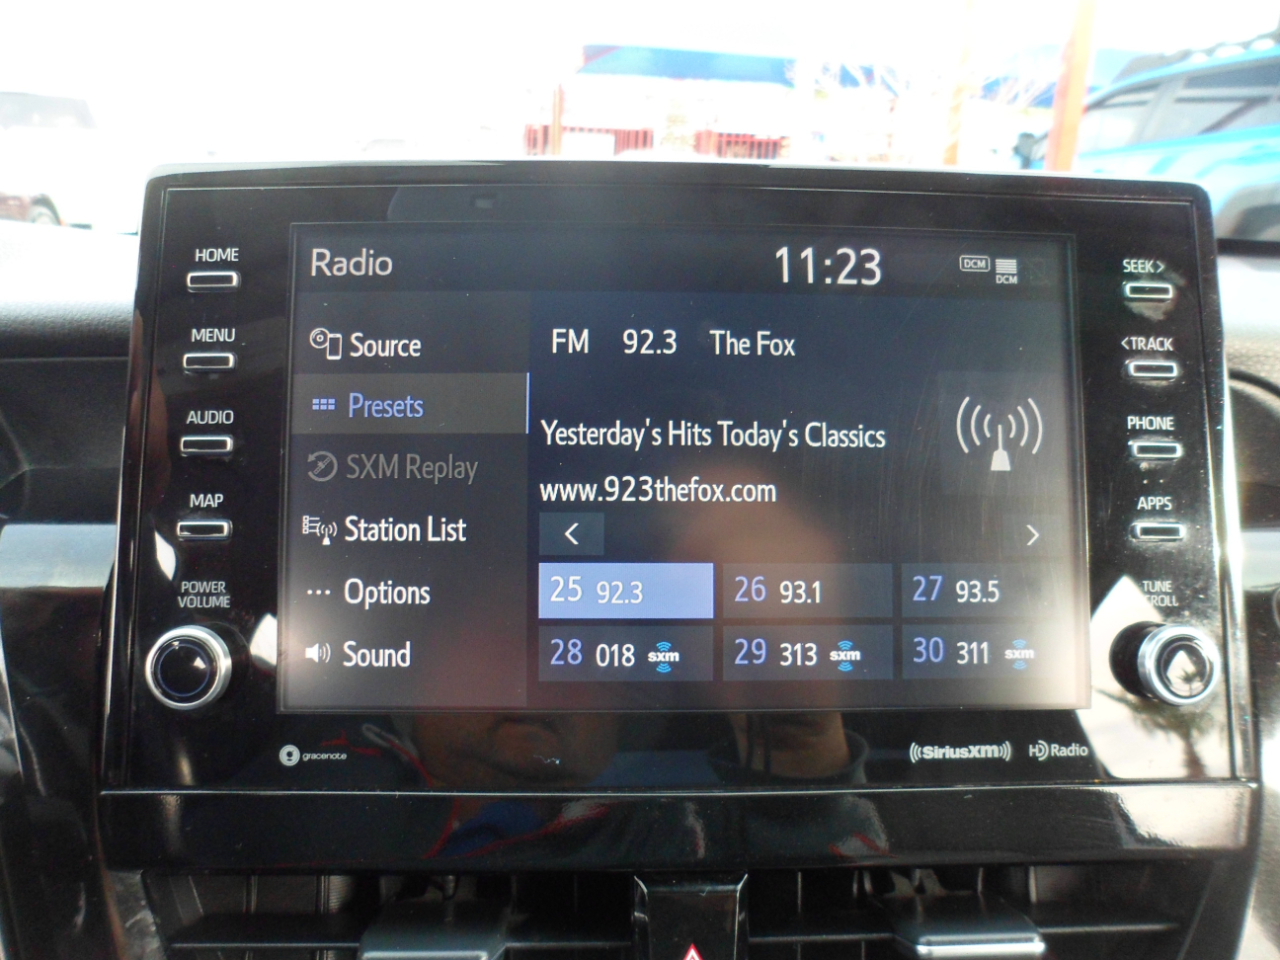 HOME
MENU
AUDIO
MAP
POWER
VOLUME
Radio
11:23
DCM
DCM
Source
Presets
SXM Replay
Station List
Options
Sound
FM 92.3 The Fox
Yesterday's Hits Today's Classics
www.923thefox.com
< >
25 92.3 26 93.1 27 93.5
28 018 sxm 29 313 sxm 30 311 sxm
SEEK>
<TRACK
PHONE
APPS
TUNE
SCROLL
gracenote
((SiriusXM)) HD Radio